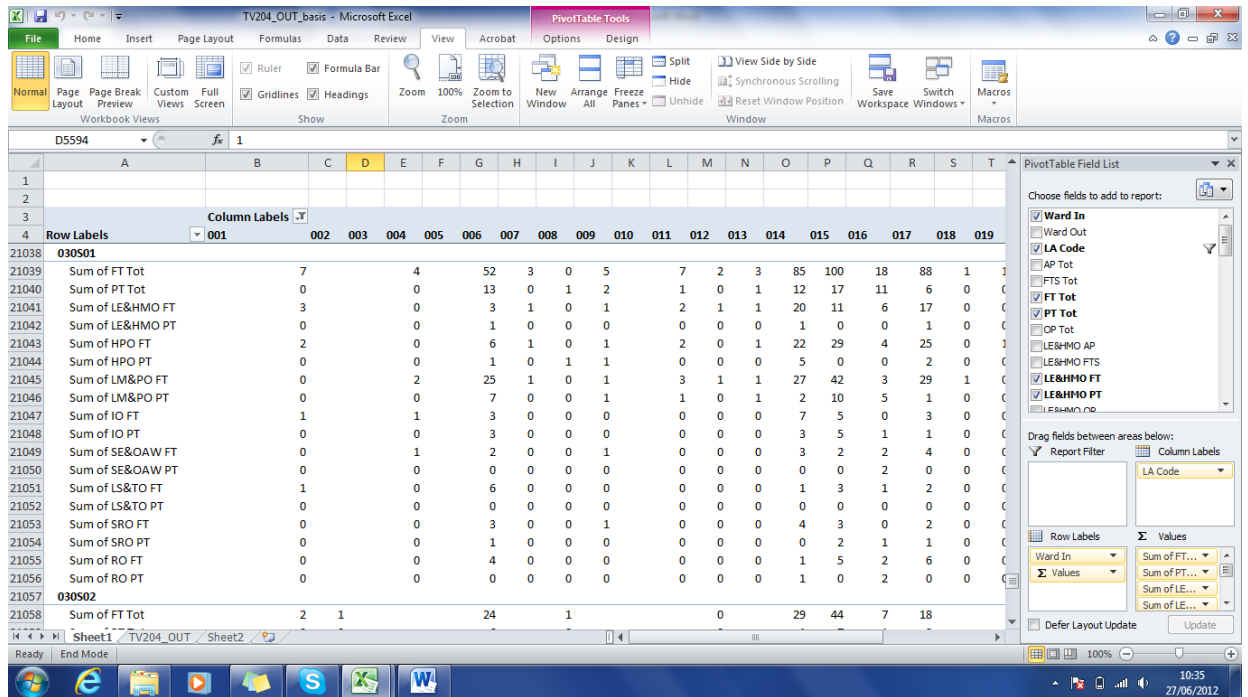 TV204_OUT_basis - Microsoft Excel
PivotTable Tools
File Home Insert Page Layout Formulas Data Review View Acrobat Options Design
Normal Page Layout Page Break Preview Custom Views Full Screen
Workbook Views
Ruler Formula Bar
Gridlines Headings
Show
Zoom 100% Zoom to Selection
Zoom
New Window Arrange All Freeze Panes
Split
Hide
Unhide
View Side by Side
Synchronous Scrolling
Reset Window Position
Save Workspace Switch Windows
Window
Macros
Macros
D5594 fx 1
A B C D E F G H I J K L M N O P Q R S T
1
2
3 Column Labels
4 Row Labels 001 002 003 004 005 006 007 008 009 010 011 012 013 014 015 016 017 018 019
21038 030S01
21039 Sum of FT Tot 7 4 52 3 0 5 7 2 3 85 100 18 88 1
21040 Sum of PT Tot 0 0 13 0 1 2 1 0 1 12 17 11 6 0
21041 Sum of LE&HMO FT 3 0 3 1 0 1 2 1 1 20 11 6 17 0
21042 Sum of LE&HMO PT 0 0 1 0 0 0 0 0 0 1 0 0 1 0
21043 Sum of HPO FT 2 0 6 1 0 1 2 0 1 22 29 4 25 0
21044 Sum of HPO PT 0 0 1 0 1 1 0 0 0 5 0 0 2 0
21045 Sum of LM&PO FT 0 2 25 1 0 1 3 1 1 27 42 3 29 1
21046 Sum of LM&PO PT 0 0 7 0 0 1 1 0 1 2 10 5 1 0
21047 Sum of IO FT 1 1 3 0 0 0 0 0 0 7 5 0 3 0
21048 Sum of IO PT 0 0 3 0 0 0 0 0 0 3 5 1 1 0
21049 Sum of SE&OAW FT 0 1 2 0 0 1 0 0 0 3 2 2 4 0
21050 Sum of SE&OAW PT 0 0 0 0 0 0 0 0 0 0 0 2 0 0
21051 Sum of LS&TO FT 1 0 6 0 0 0 0 0 0 1 3 1 2 0
21052 Sum of LS&TO PT 0 0 0 0 0 0 0 0 0 0 0 0 0 0
21053 Sum of SRO FT 0 0 3 0 0 1 0 0 0 4 3 0 2 0
21054 Sum of SRO PT 0 0 1 0 0 0 0 0 0 0 2 1 1 0
21055 Sum of RO FT 0 0 4 0 0 0 0 0 0 1 5 2 6 0
21056 Sum of RO PT 0 0 0 0 0 0 0 0 0 1 0 2 0 0
21057 030S02
21058 Sum of FT Tot 2 1 24 1 0 29 44 7 18
Sheet1 TV204_OUT Sheet2
Ready End Mode 100%
PivotTable Field List
Choose fields to add to report:
Ward In
Ward Out
LA Code
AP Tot
FTS Tot
FT Tot
PT Tot
OP Tot
LE&HMO AP
LE&HMO FTS
LE&HMO FT
LE&HMO PT
LE&HMO OP
Drag fields between areas below:
Report Filter Column Labels
LA Code
Row Labels Σ Values
Ward In Sum of FT...
Σ Values Sum of PT...
Sum of LE...
Sum of LE...
Defer Layout Update Update
10:35
27/06/2012